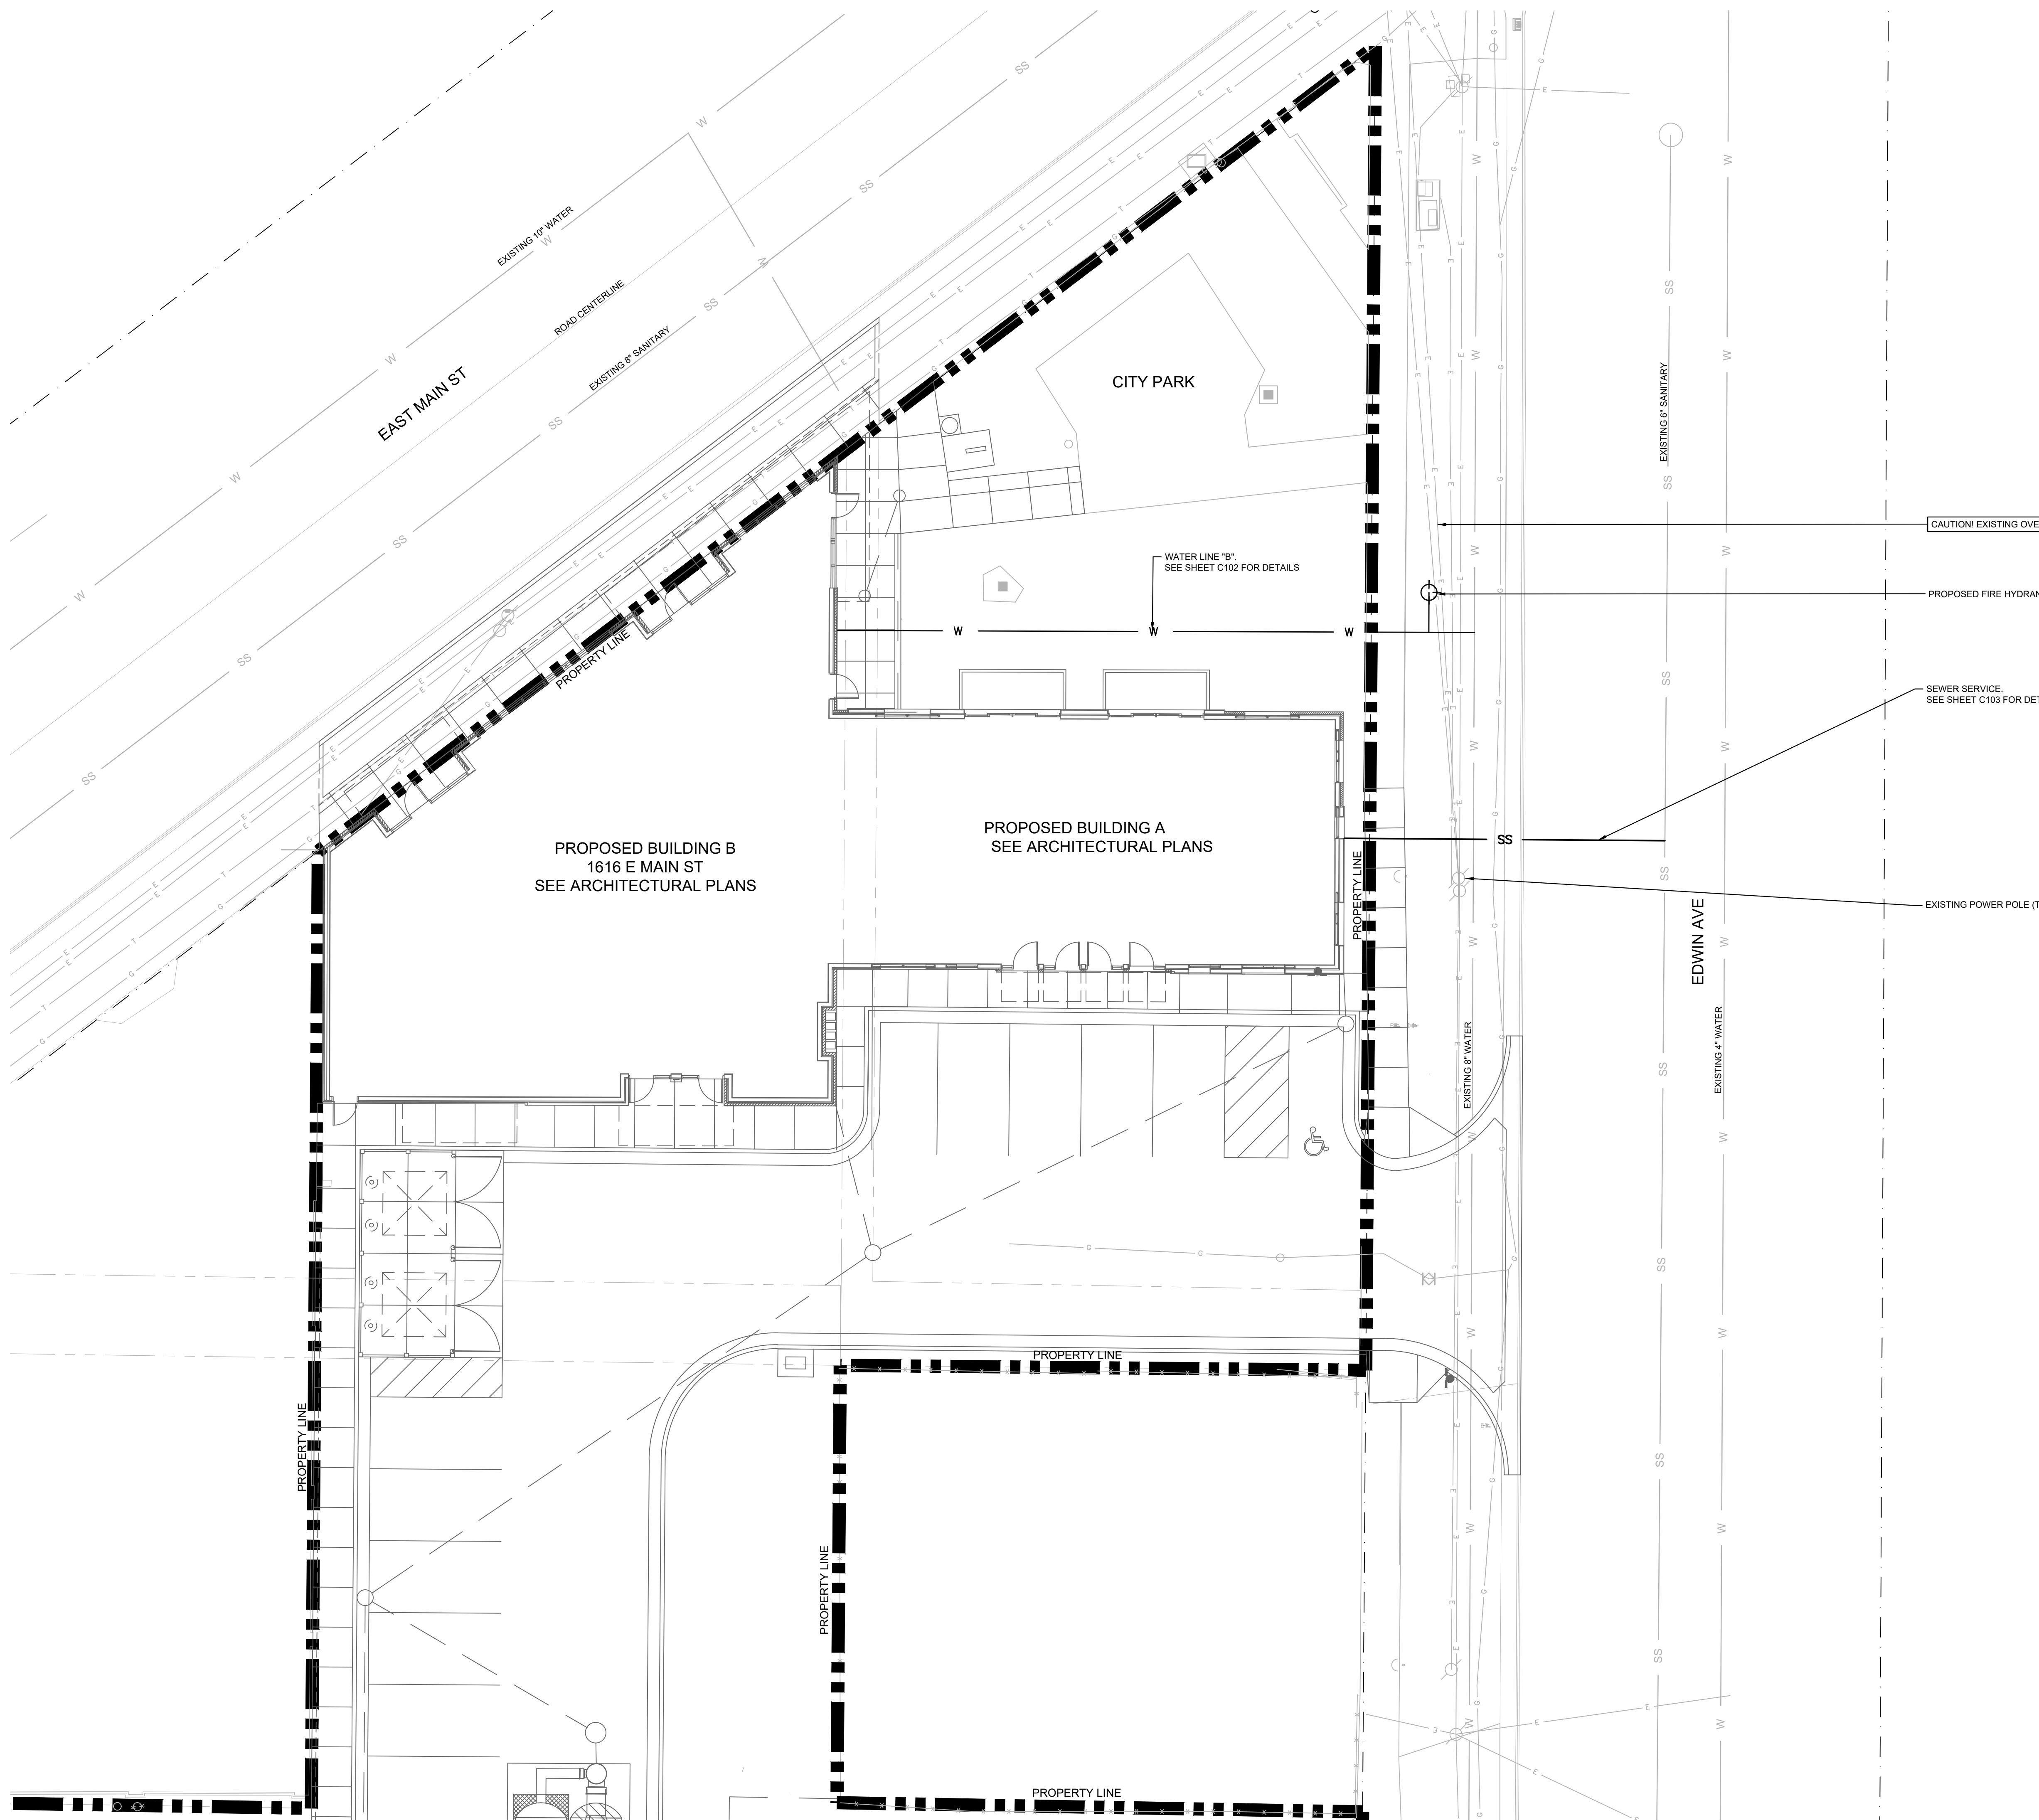 EXISTING 10" WATER
ROAD CENTERLINE
EXISTING 8" SANITARY
EAST MAIN ST
CITY PARK
EXISTING 6" SANITARY
CAUTION! EXISTING OVE
WATER LINE "B".
SEE SHEET C102 FOR DETAILS
PROPOSED FIRE HYDRAN
W W W
PROPERTY LINE
SEWER SERVICE.
SEE SHEET C103 FOR DET
PROPOSED BUILDING B
1616 E MAIN ST
SEE ARCHITECTURAL PLANS
PROPOSED BUILDING A
SEE ARCHITECTURAL PLANS
SS
PROPERTY LINE
EXISTING POWER POLE (T
EDWIN AVE
EXISTING 8" WATER
EXISTING 4" WATER
PROPERTY LINE
PROPERTY LINE
PROPERTY LINE
PROPERTY LINE